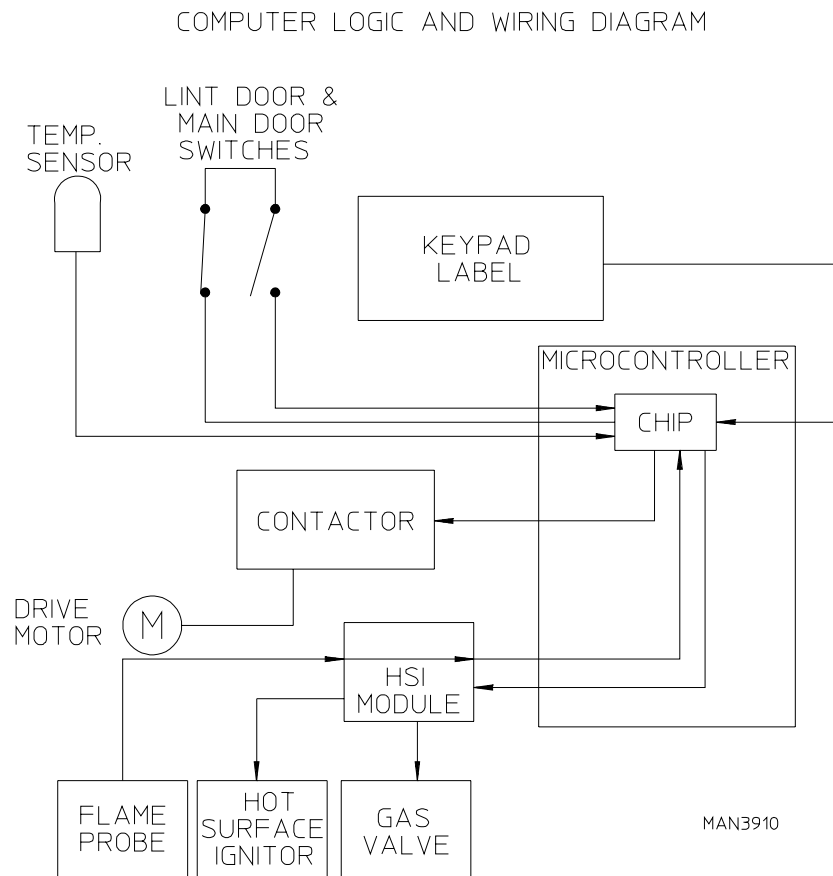 COMPUTER LOGIC AND WIRING DIAGRAM
LINT DOOR &
MAIN DOOR
SWITCHES
TEMP.
SENSOR
KEYPAD
LABEL
MICROCONTROLLER
CHIP
CONTACTOR
DRIVE
MOTOR
M
HSI
MODULE
FLAME
PROBE
HOT
SURFACE
IGNITOR
GAS
VALVE
MAN3910